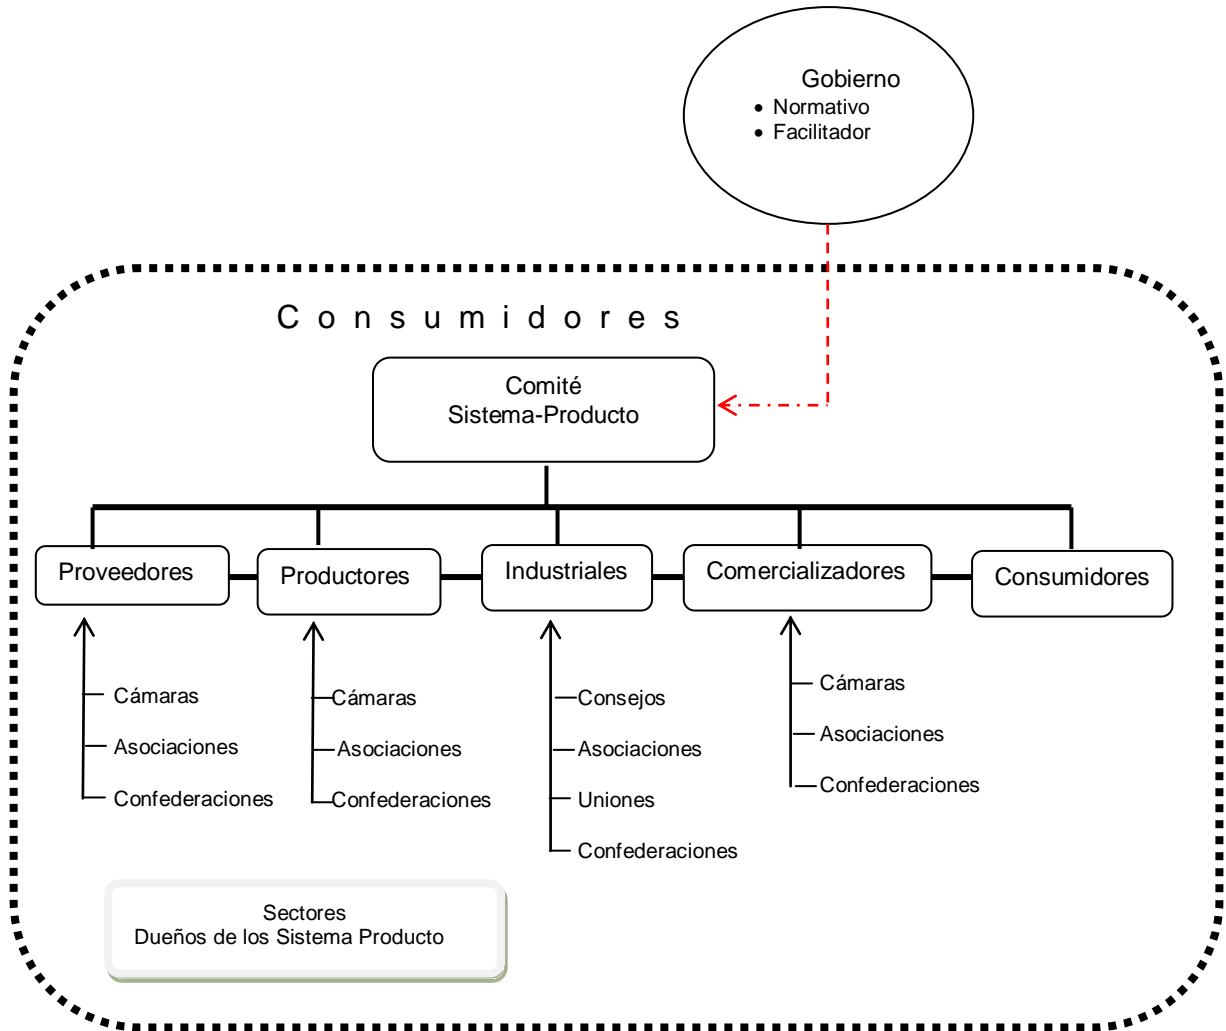 Gobierno
• Normativo
• Facilitador
Consumidores
Comité
Sistema-Producto
Proveedores
Productores
Industriales
Comercializadores
Consumidores
Cámaras
Asociaciones
Confederaciones
Cámaras
Asociaciones
Confederaciones
Consejos
Asociaciones
Uniones
Confederaciones
Cámaras
Asociaciones
Confederaciones
Sectores
Dueños de los Sistema Producto